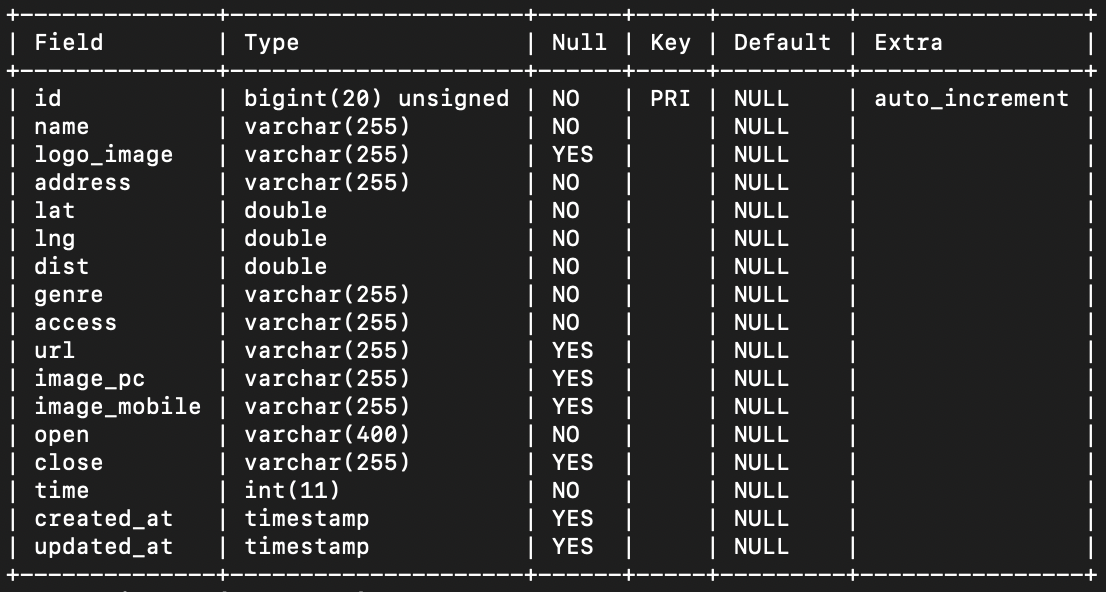 +--------------+---------------------+------+-----+---------+----------------+
| Field        | Type                | Null | Key | Default | Extra          |
+--------------+---------------------+------+-----+---------+----------------+
| id           | bigint(20) unsigned | NO   | PRI | NULL    | auto_increment |
| name         | varchar(255)        | NO   |     | NULL    |                |
| logo_image   | varchar(255)        | YES  |     | NULL    |                |
| address      | varchar(255)        | NO   |     | NULL    |                |
| lat          | double              | NO   |     | NULL    |                |
| lng          | double              | NO   |     | NULL    |                |
| dist         | double              | NO   |     | NULL    |                |
| genre        | varchar(255)        | NO   |     | NULL    |                |
| access       | varchar(255)        | NO   |     | NULL    |                |
| url          | varchar(255)        | YES  |     | NULL    |                |
| image_pc     | varchar(255)        | YES  |     | NULL    |                |
| image_mobile | varchar(255)        | YES  |     | NULL    |                |
| open         | varchar(400)        | NO   |     | NULL    |                |
| close        | varchar(255)        | YES  |     | NULL    |                |
| time         | int(11)             | NO   |     | NULL    |                |
| created_at   | timestamp           | YES  |     | NULL    |                |
| updated_at   | timestamp           | YES  |     | NULL    |                |
+--------------+---------------------+------+-----+---------+----------------+